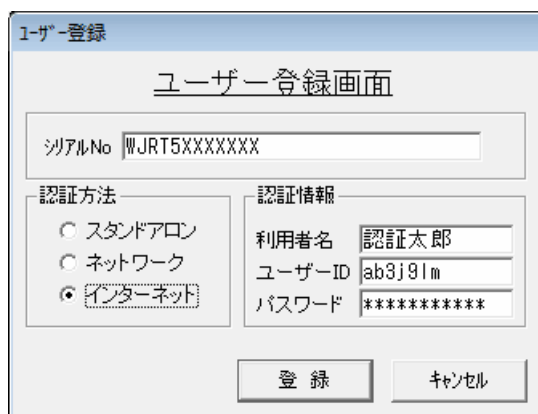 ﾕｰｻﾞｰ登録
ユーザー登録画面
ｼﾘｱﾙNo WJRT5XXXXXXX
認証方法
スタンドアロン
ネットワーク
インターネット
認証情報
利用者名 認証太郎
ユーザーID ab3j9lm
パスワード ***********
登 録
ｷｬﾝｾﾙ